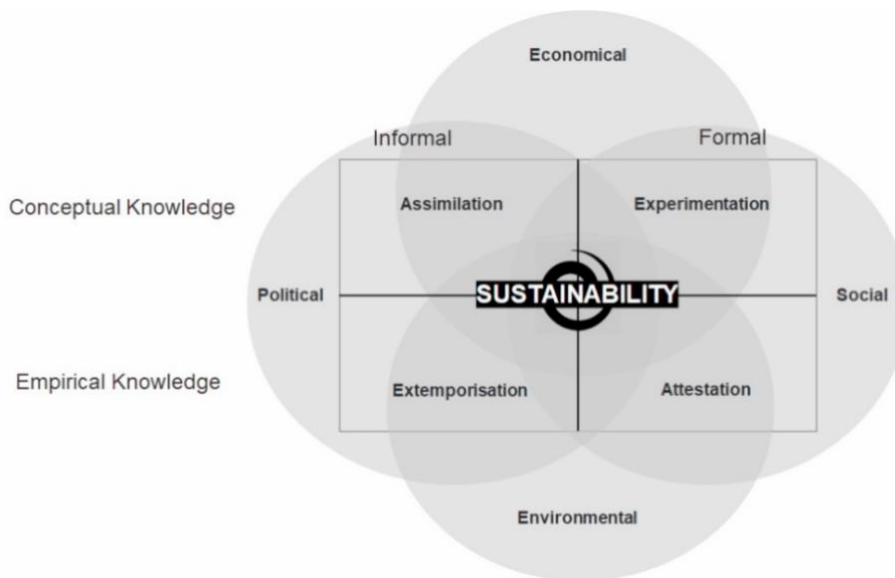 Economical
Informal
Formal
Conceptual Knowledge
Assimilation
Experimentation
Political
SUSTAINABILITY
Social
Empirical Knowledge
Extemporisation
Attestation
Environmental